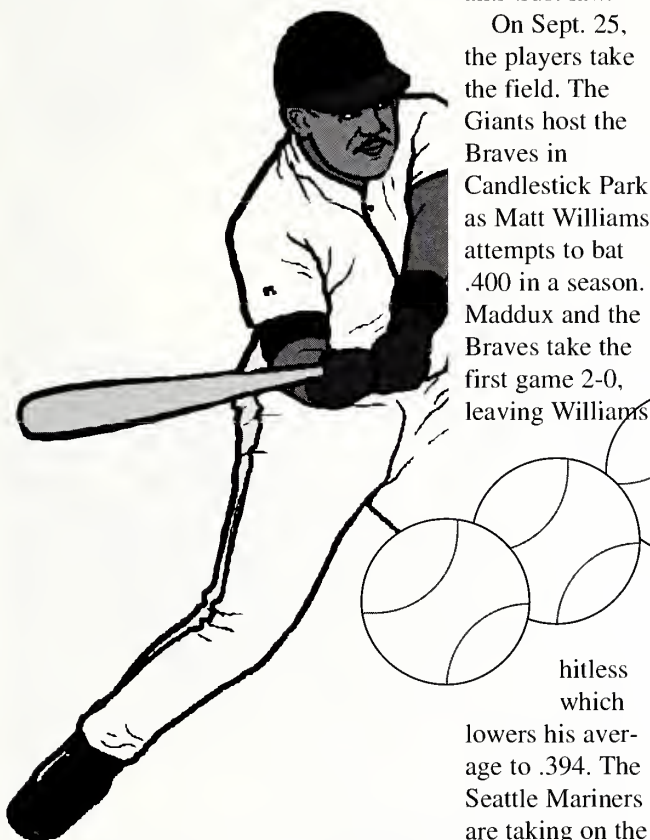 On Sept. 25,
the players take
the field. The
Giants host the
Braves in
Candlestick Park
as Matt Williams
attempts to bat
.400 in a season.
Maddux and the
Braves take the
first game 2-0,
leaving Williams
hitless
which
lowers his aver-
age to .394. The
Seattle Mariners
are taking on the